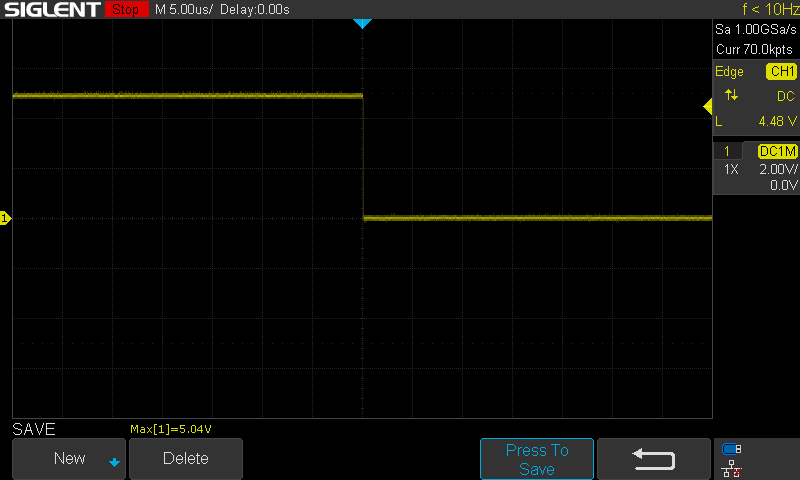 SIGLENT Stop M 5.00us/ Delay:0.00s f < 10Hz
Sa 1.00GSa/s
Curr 70.0kpts
Edge CH1
DC
L 4.48 V
1 DC1M
1X 2.00V/
0.0V
1
SAVE Max[1]=5.04V
New Delete Press To
Save